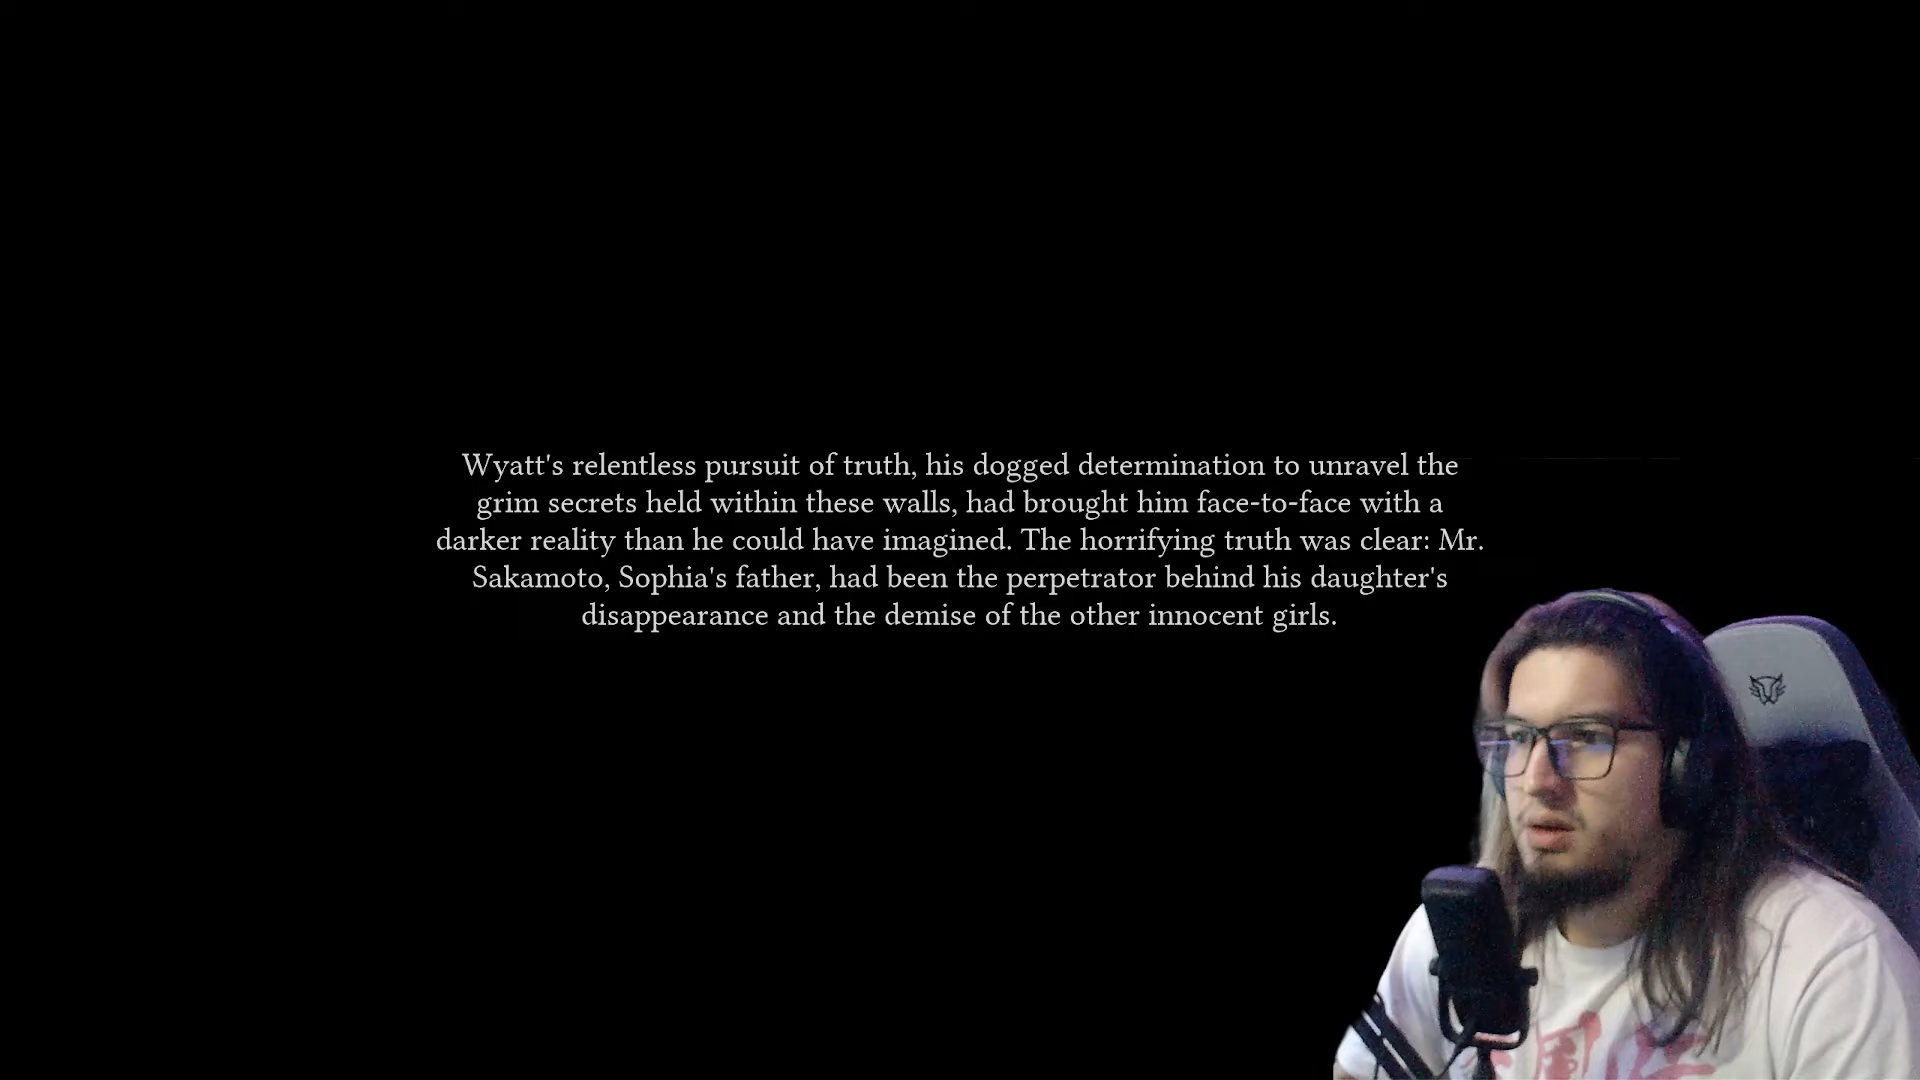 Wyatt's relentless pursuit of truth, his dogged determination to unravel the
grim secrets held within these walls, had brought him face-to-face with a
darker reality than he could have imagined. The horrifying truth was clear: Mr.
Sakamoto, Sophia's father, had been the perpetrator behind his daughter's
disappearance and the demise of the other innocent girls.